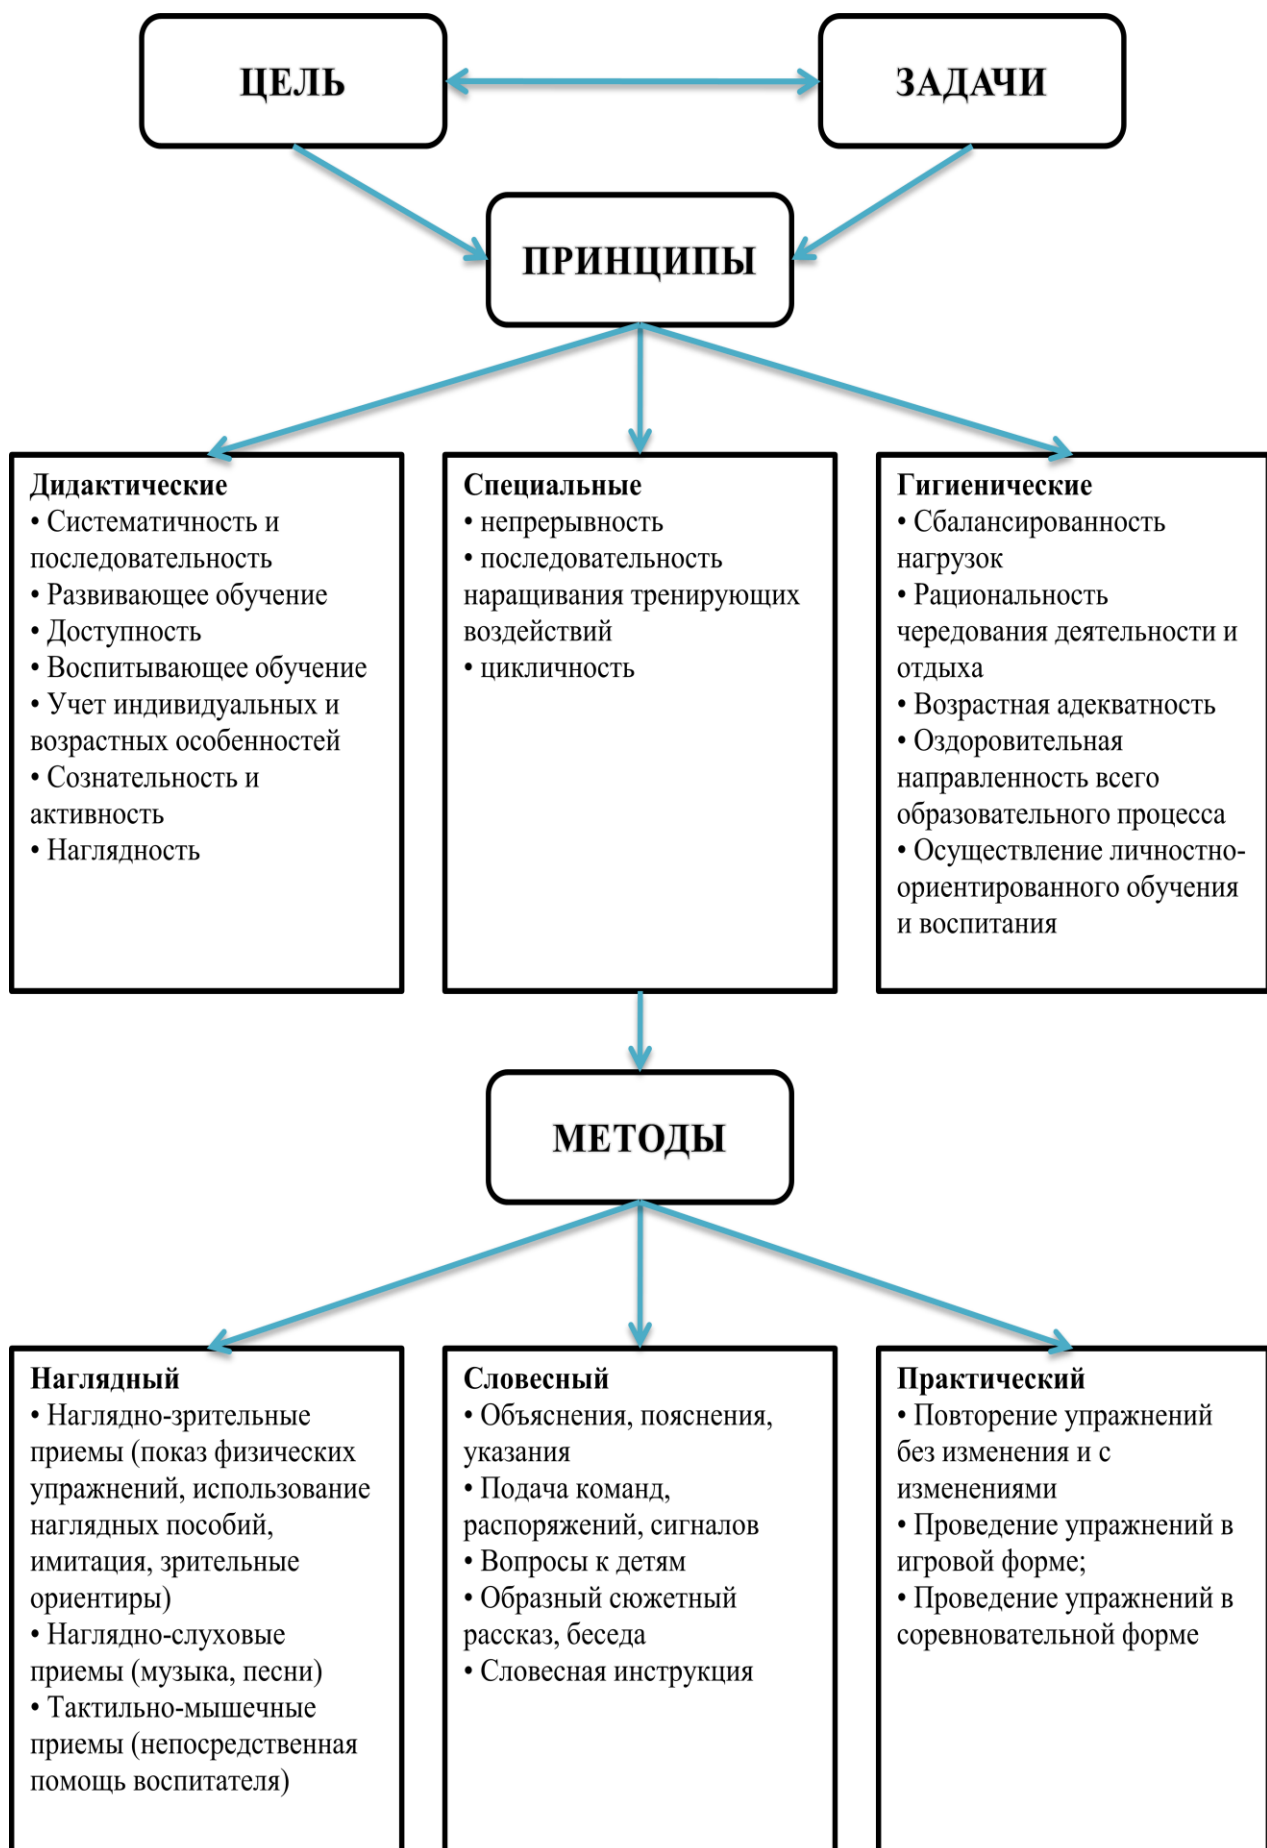 ЦЕЛЬ
ЗАДАЧИ
ПРИНЦИПЫ
Дидактические
• Систематичность и
последовательность
• Развивающее обучение
• Доступность
• Воспитывающее обучение
• Учет индивидуальных и
возрастных особенностей
• Сознательность и
активность
• Наглядность
Специальные
• непрерывность
• последовательность
наращивания тренирующих
воздействий
• цикличность
Гигиенические
• Сбалансированность
нагрузок
• Рациональность
чередования деятельности и
отдыха
• Возрастная адекватность
• Оздоровительная
направленность всего
образовательного процесса
• Осуществление личностно-
ориентированного обучения
и воспитания
МЕТОДЫ
Наглядный
• Наглядно-зрительные
приемы (показ физических
упражнений, использование
наглядных пособий,
имитация, зрительные
ориентиры)
• Наглядно-слуховые
приемы (музыка, песни)
• Тактильно-мышечные
приемы (непосредственная
помощь воспитателя)
Словесный
• Объяснения, пояснения,
указания
• Подача команд,
распоряжений, сигналов
• Вопросы к детям
• Образный сюжетный
рассказ, беседа
• Словесная инструкция
Практический
• Повторение упражнений
без изменения и с
изменениями
• Проведение упражнений в
игровой форме;
• Проведение упражнений в
соревновательной форме